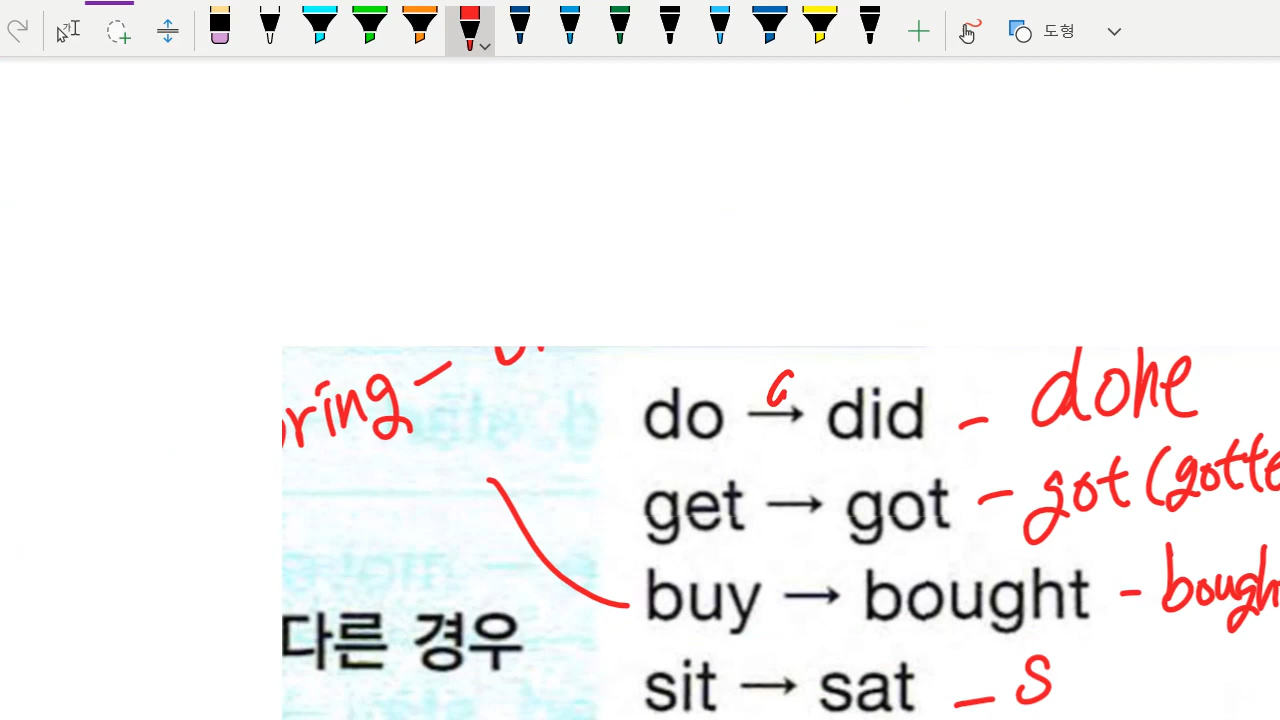 도형
do → did - done
get → got - got (gotte
buy → bought - bough
다른 경우
sit → sat - s
ring -